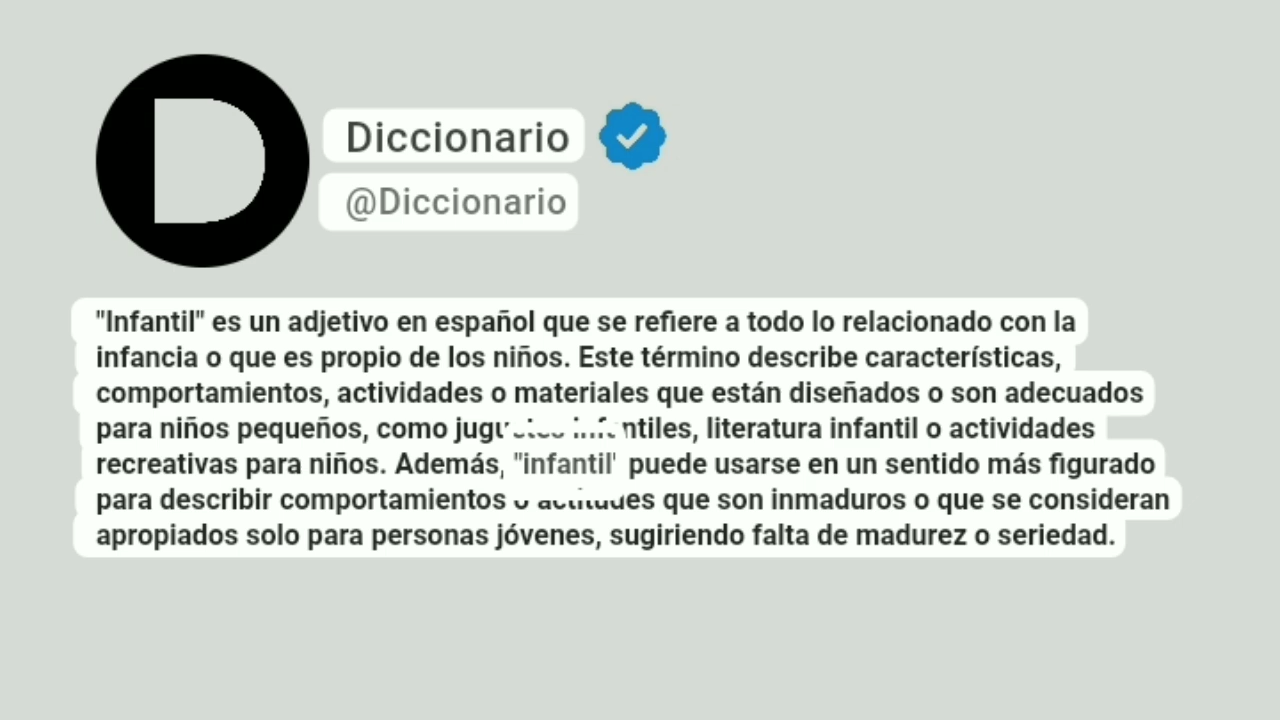 D
Diccionario
@Diccionario
"Infantil" es un adjetivo en español que se refiere a todo lo relacionado con la
infancia o que es propio de los niños. Este término describe características,
comportamientos, actividades o materiales que están diseñados o son adecuados
para niños pequeños, como juguetes infantiles, literatura infantil o actividades
recreativas para niños. Además, "infantil" puede usarse en un sentido más figurado
para describir comportamientos o actitudes que son inmaduros o que se consideran
apropiados solo para personas jóvenes, sugiriendo falta de madurez o seriedad.